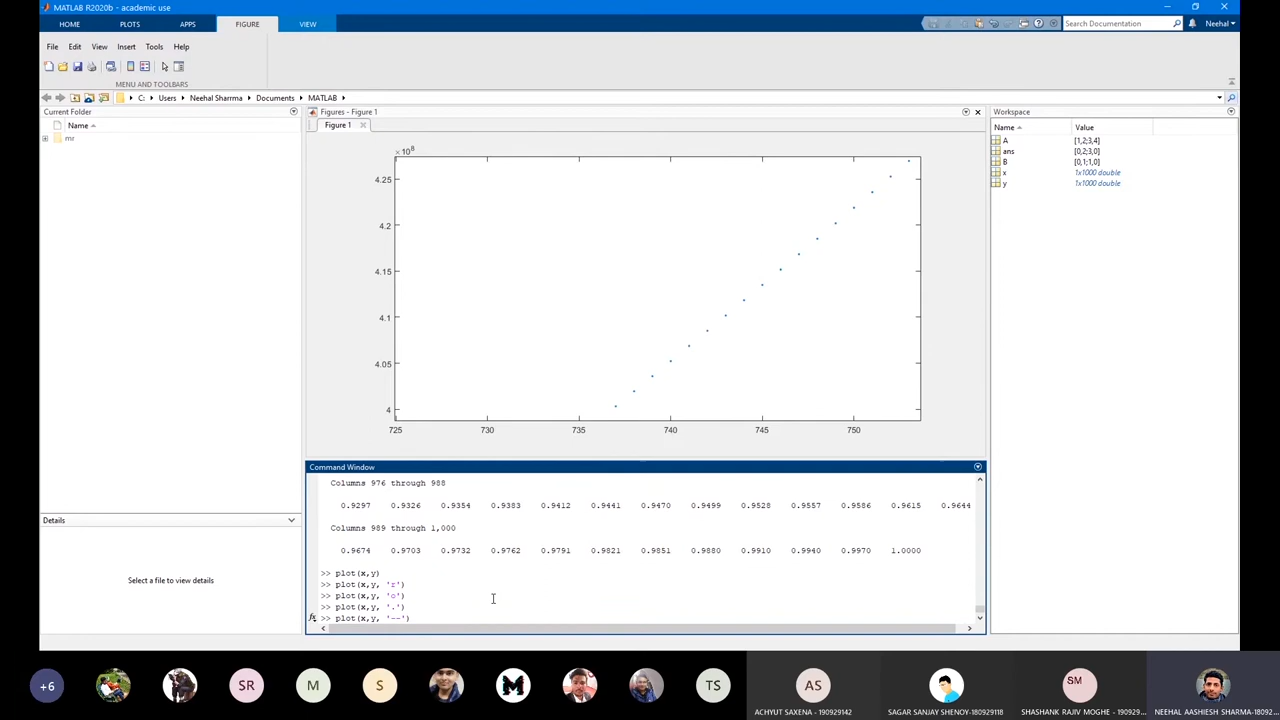 MATLAB R2020b - academic use
HOME PLOTS APPS FIGURE VIEW
Search Documentation
Neehal
File Edit View Insert Tools Help
MENU AND TOOLBARS
C: Users Neehal Sharrma Documents MATLAB
Current Folder
Name
mr
Details
Select a file to view details
Figures - Figure 1
Figure 1
×10^8
4.25
4.2
4.15
4.1
4.05
4
725 730 735 740 745 750
Command Window
Columns 976 through 988
0.9297 0.9326 0.9354 0.9383 0.9412 0.9441 0.9470 0.9499 0.9528 0.9557 0.9586 0.9615 0.9644
Columns 989 through 1,000
0.9674 0.9703 0.9732 0.9762 0.9791 0.9821 0.9851 0.9880 0.9910 0.9940 0.9970 1.0000
>> plot(x,y)
>> plot(x,y, 'r')
>> plot(x,y, 'o')
>> plot(x,y, '.')
fx >> plot(x,y, '--')
Workspace
Name Value
A [1,2;3,4]
ans [0,2;3,0]
B [0,1;1,0]
x 1x1000 double
y 1x1000 double
+6 SR M S M TS AS SM
ACHYUT SAXENA - 190929142
SAGAR SANJAY SHENOY-180929118
SHASHANK RAJIV MOGHE - 190929...
NEEHAL AASHIESH SHARMA-18092...